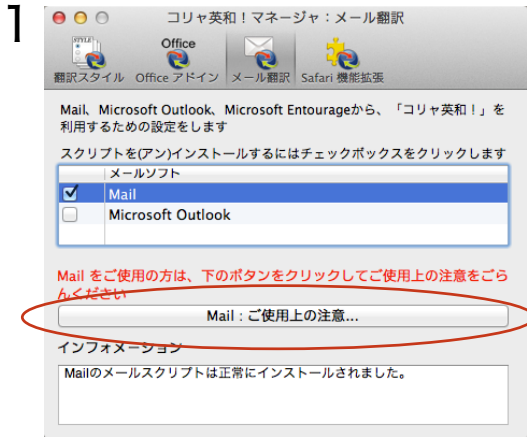 1
コリャ英和！マネージャ：メール翻訳
STYLE
Office
翻訳スタイル Office アドイン メール翻訳 Safari 機能拡張
Mail、Microsoft Outlook、Microsoft Entourageから、「コリャ英和！」を
利用するための設定をします
スクリプトを(アン)インストールするにはチェックボックスをクリックします
メールソフト
Mail
Microsoft Outlook
Mail をご使用の方は、下のボタンをクリックしてご使用上の注意をごら
んください
Mail : ご使用上の注意...
インフォメーション
Mailのメールスクリプトは正常にインストールされました。